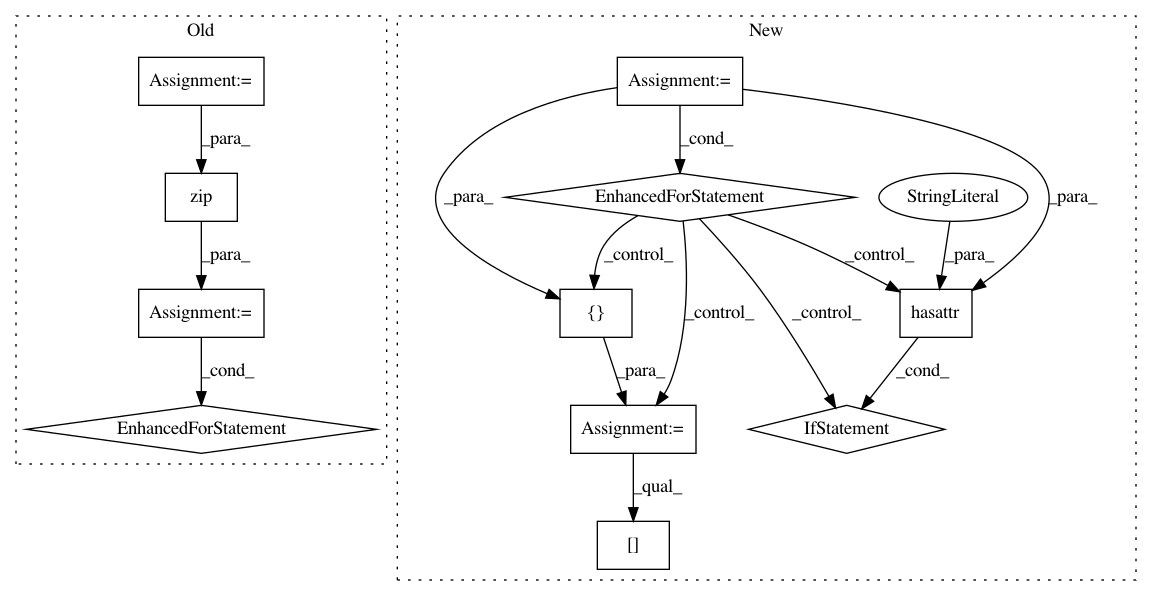 Old
New
Assignment:=
Assignment:=
_para_
_cond_
zip
EnhancedForStatement
StringLiteral
_para_
_para_
_para_
_control_
_control_
_para_
_control_
_control_
Assignment:=
{}
hasattr
_cond_
_para_
_cond_
EnhancedForStatement
Assignment:=
IfStatement
_qual_
[]